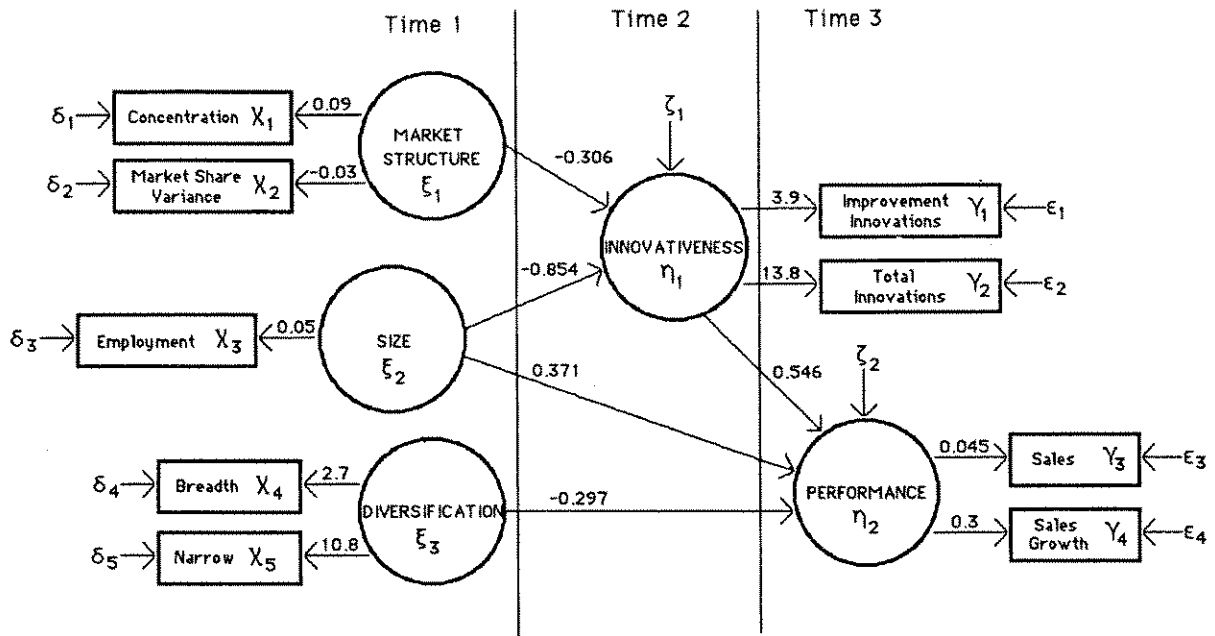 Time 1
Time 2
Time 3
δ1
Concentration X1
0.09
δ2
Market Share
Variance X2
-0.03
MARKET
STRUCTURE
ξ1
-0.306
ζ1
INNOVATIVENESS
η1
3.9
Improvement
Innovations Y1
ε1
13.8
Total
Innovations Y2
ε2
δ3
Employment X3
0.05
SIZE
ξ2
-0.854
0.371
0.546
ζ2
δ4
Breadth X4
2.7
δ5
Narrow X5
10.8
DIVERSIFICATION
ξ3
-0.297
PERFORMANCE
η2
0.045
Sales Y3
ε3
0.3
Sales
Growth Y4
ε4